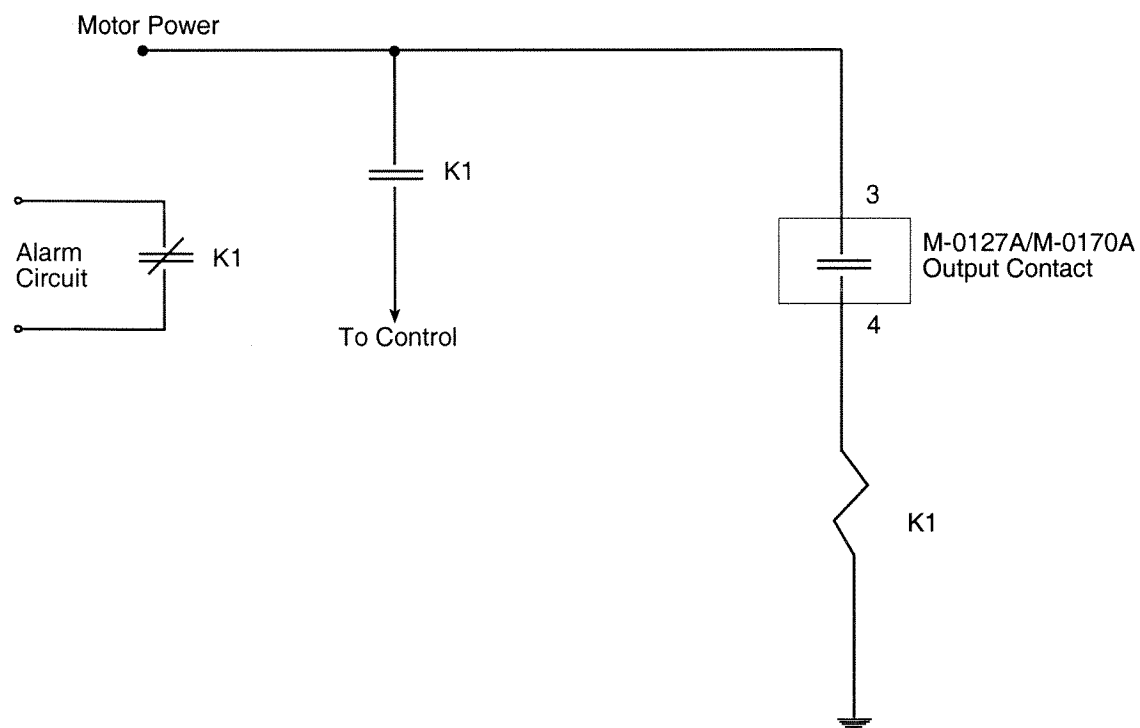 Motor Power
K1
3
Alarm
Circuit
K1
M-0127A/M-0170A
Output Contact
4
To Control
K1